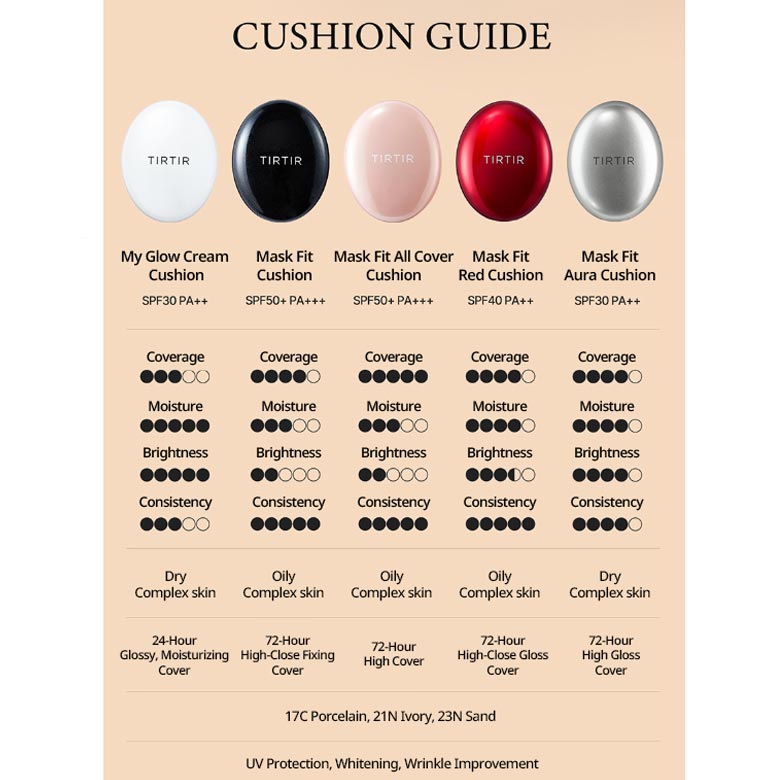 CUSHION GUIDE
TIRTIR TIRTIR TIRTIR TIRTIR TIRTIR
My Glow Cream Cushion
SPF30 PA++
Mask Fit Cushion
SPF50+ PA+++
Mask Fit All Cover Cushion
SPF50+ PA+++
Mask Fit Red Cushion
SPF40 PA++
Mask Fit Aura Cushion
SPF30 PA++
Coverage Coverage Coverage Coverage Coverage
Moisture Moisture Moisture Moisture Moisture
Brightness Brightness Brightness Brightness Brightness
Consistency Consistency Consistency Consistency Consistency
Dry Complex skin
Oily Complex skin
Oily Complex skin
Oily Complex skin
Dry Complex skin
24-Hour Glossy, Moisturizing Cover
72-Hour High-Close Fixing Cover
72-Hour High Cover
72-Hour High-Close Gloss Cover
72-Hour High Gloss Cover
17C Porcelain, 21N Ivory, 23N Sand
UV Protection, Whitening, Wrinkle Improvement